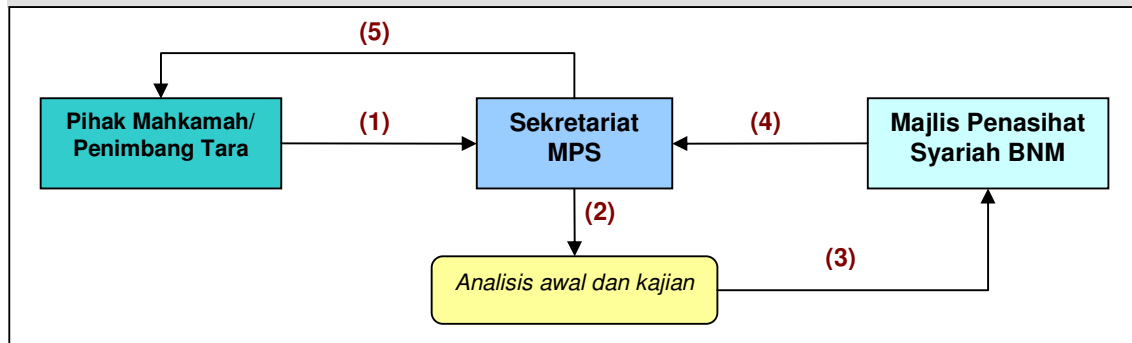 (5)
Pihak Mahkamah/
Penimbang Tara
(1)
Sekretariat
MPS
(4)
Majlis Penasihat
Syariah BNM
(2)
Analisis awal dan kajian
(3)